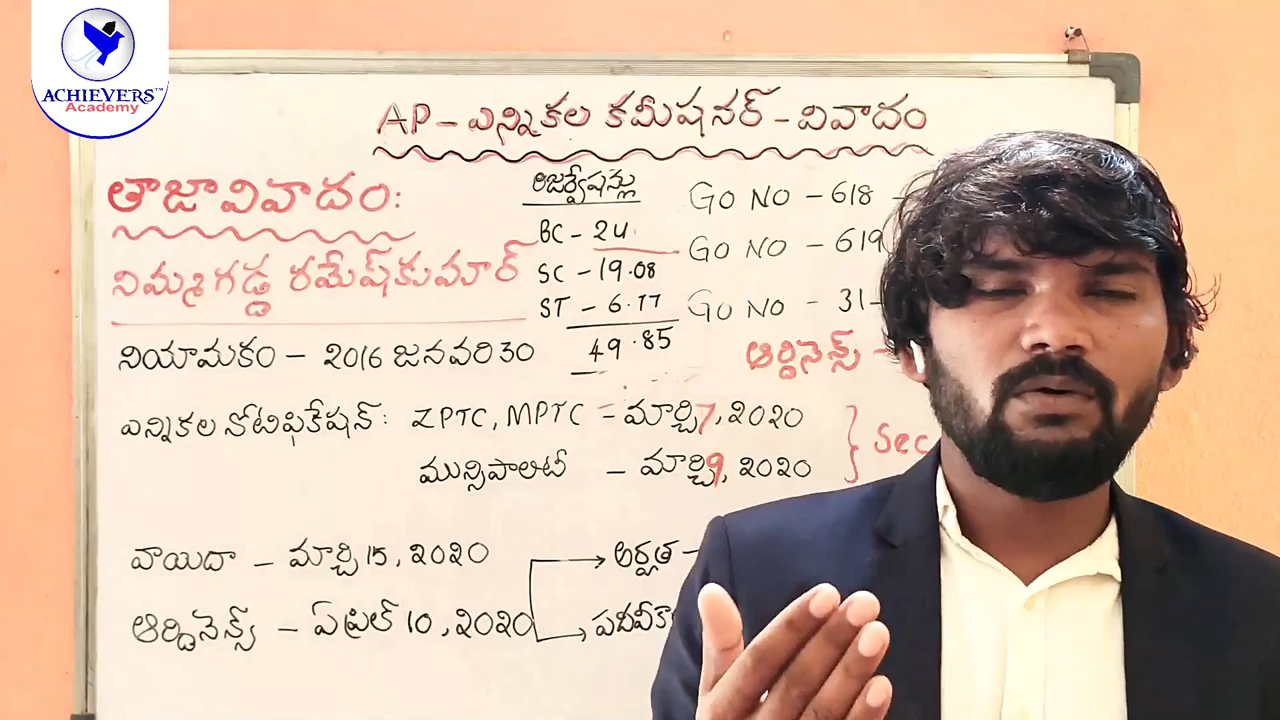 ACHIEVERS™
Academy
AP - ఎన్నికల కమీషనర్ - వివాదం
తాజా వివాదం:
నిమ్మగడ్డ రమేష్‌కుమార్
నియామకం - 2016 జనవరి 30
రిజర్వేషన్లు
BC - 24
SC - 19.08
ST - 6.77
49.85
GO NO - 618 -
GO NO - 619
GO NO - 31-
ఆర్డినెన్స్ -
ఎన్నికల నోటిఫికేషన్: ZPTC, MPTC - మార్చి 7, 2020
మున్సిపాలిటీ - మార్చి 9, 2020
} Sec
వాయిదా - మార్చి 15, 2020
ఆర్డినెన్స్ - ఏప్రిల్ 10, 2020
అర్హత -